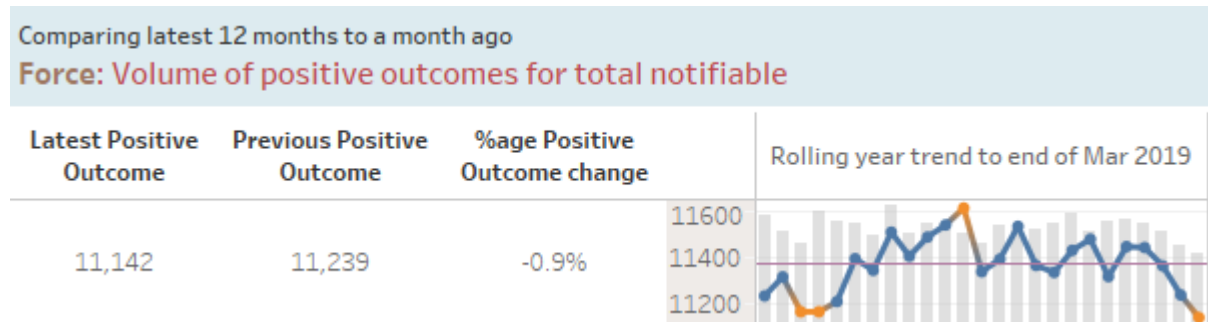 Comparing latest 12 months to a month ago
Force: Volume of positive outcomes for total notifiable
Latest Positive Outcome
Previous Positive Outcome
%age Positive Outcome change
Rolling year trend to end of Mar 2019
11,142
11,239
-0.9%
11600
11400
11200